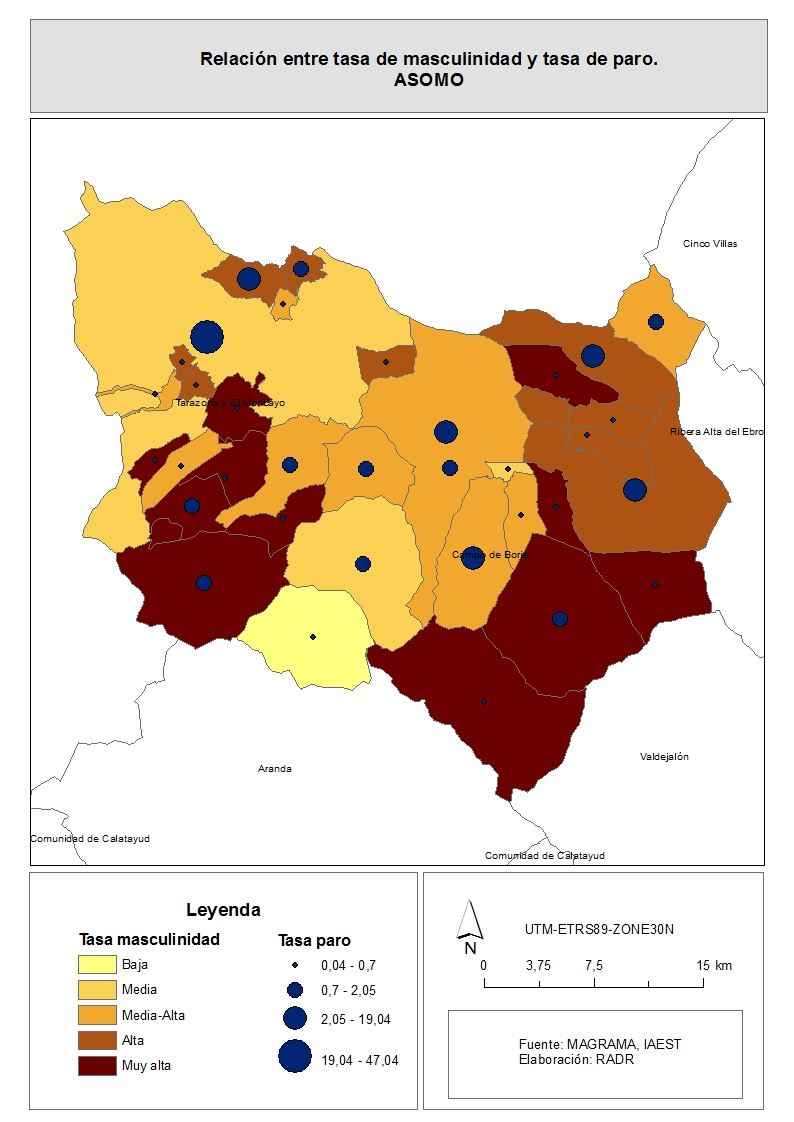 Relación entre tasa de masculinidad y tasa de paro.
ASOMO
Cinco Villas
Tarazona y El Moncayo
Ribera Alta del Ebro
Campo de Borja
Aranda
Valdejalón
Comunidad de Calatayud
Comunidad de Calatayud
Leyenda
Tasa masculinidad
Baja
Media
Media-Alta
Alta
Muy alta
Tasa paro
0,04 - 0,7
0,7 - 2,05
2,05 - 19,04
19,04 - 47,04
N
UTM-ETRS89-ZONE30N
0 3,75 7,5 15 km
Fuente: MAGRAMA, IAEST
Elaboración: RADR